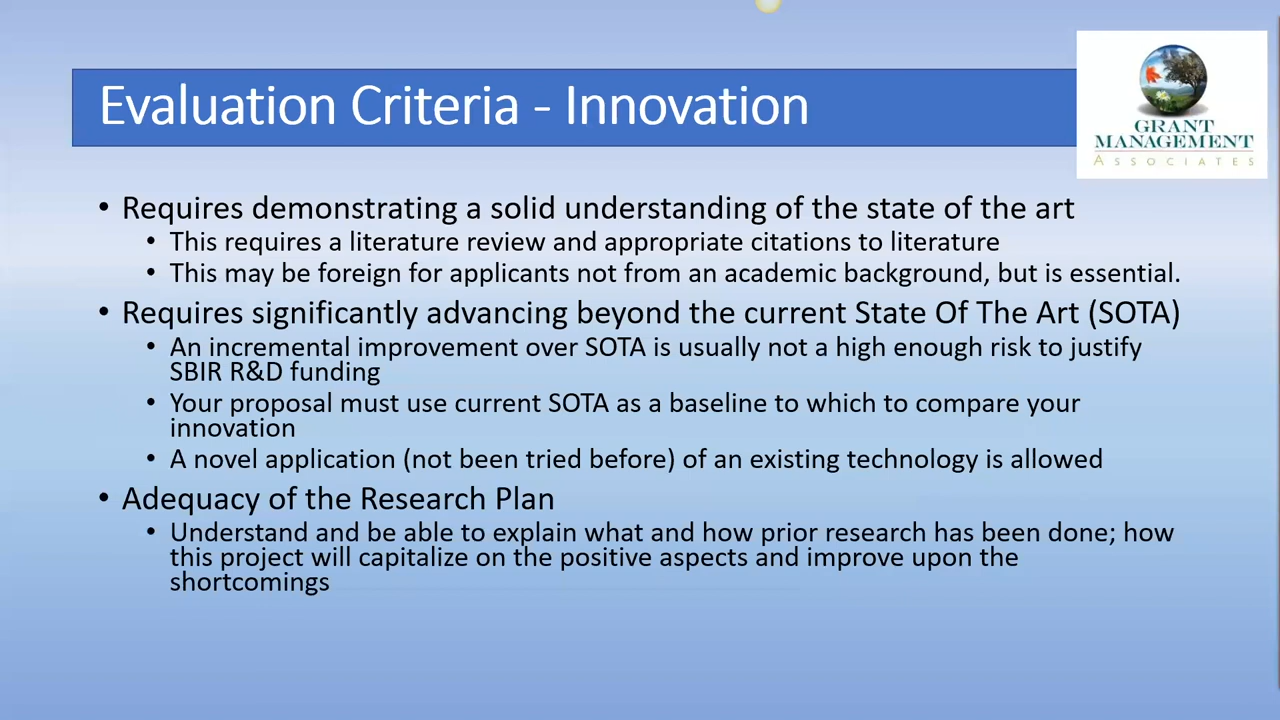 Evaluation Criteria - Innovation
GRANT
MANAGEMENT
ASSOCIATES
• Requires demonstrating a solid understanding of the state of the art
• This requires a literature review and appropriate citations to literature
• This may be foreign for applicants not from an academic background, but is essential.
• Requires significantly advancing beyond the current State Of The Art (SOTA)
• An incremental improvement over SOTA is usually not a high enough risk to justify
SBIR R&D funding
• Your proposal must use current SOTA as a baseline to which to compare your
innovation
• A novel application (not been tried before) of an existing technology is allowed
• Adequacy of the Research Plan
• Understand and be able to explain what and how prior research has been done; how
this project will capitalize on the positive aspects and improve upon the
shortcomings